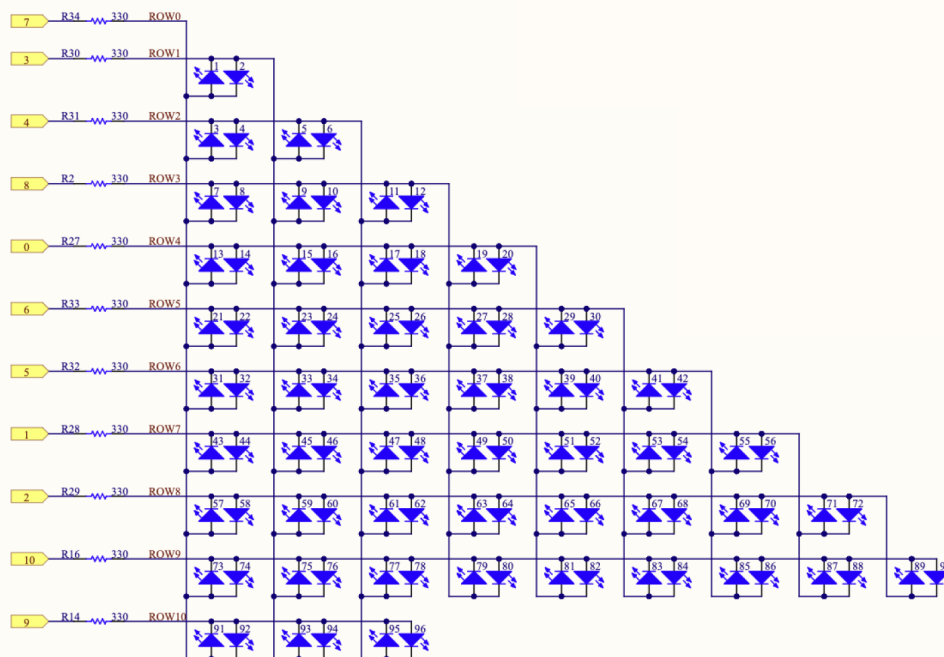 7 R34 330 ROW0
3 R30 330 ROW1
1 2
4 R31 330 ROW2
3 4 5 6
8 R2 330 ROW3
7 8 9 10 11 12
0 R27 330 ROW4
13 14 15 16 17 18 19 20
6 R33 330 ROW5
21 22 23 24 25 26 27 28 29 30
5 R32 330 ROW6
31 32 33 34 35 36 37 38 39 40 41 42
1 R28 330 ROW7
43 44 45 46 47 48 49 50 51 52 53 54 55 56
2 R29 330 ROW8
57 58 59 60 61 62 63 64 65 66 67 68 69 70 71 72
10 R16 330 ROW9
73 74 75 76 77 78 79 80 81 82 83 84 85 86 87 88 89
9 R14 330 ROW10
91 92 93 94 95 96